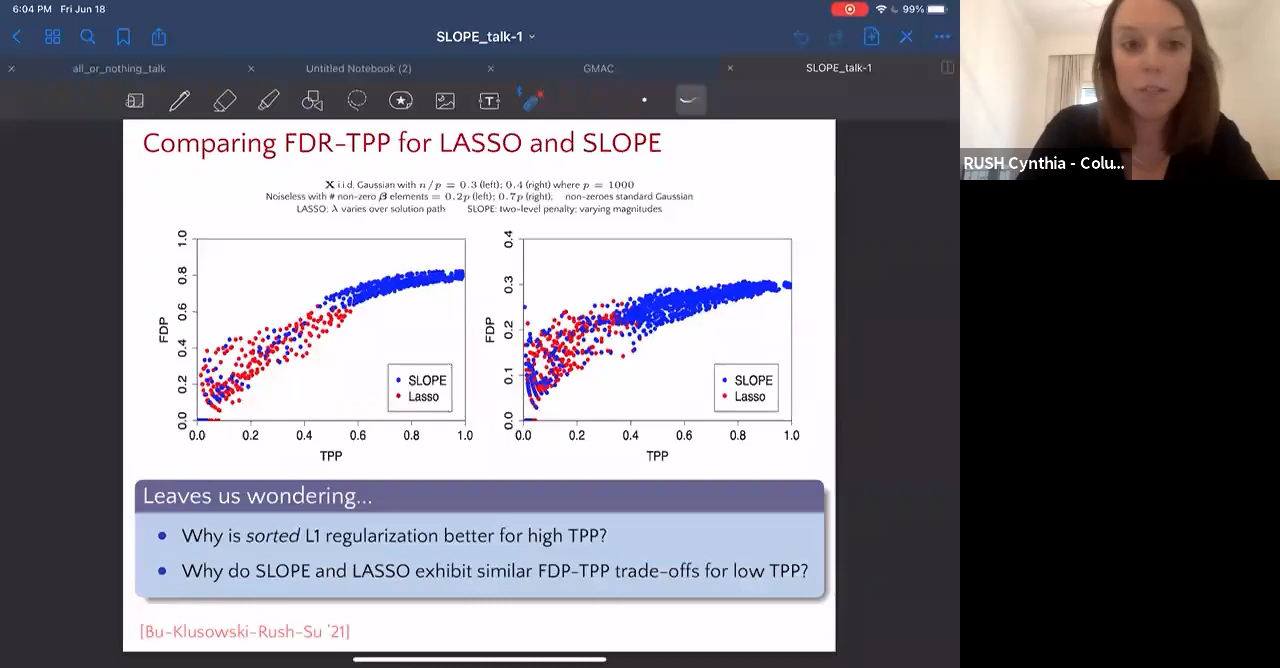 6:04 PM Fri Jun 18
99%
SLOPE_talk-1
all_or_nothing_talk
Untitled Notebook (2)
GMAC
SLOPE_talk-1
RUSH Cynthia - Colu...
Comparing FDR-TPP for LASSO and SLOPE
X i.i.d. Gaussian with n/p = 0.3 (left); 0.4 (right) where p = 1000
Noiseless with # non-zero β elements = 0.2p (left); 0.7p (right), non-zeroes standard Gaussian
LASSO: λ varies over solution path SLOPE: two-level penalty; varying magnitudes
1.0
0.8
0.6
0.4
0.2
0.0
FDP
0.0 0.2 0.4 0.6 0.8 1.0
TPP
SLOPE
Lasso
0.4
0.3
0.2
0.1
0.0
FDP
0.0 0.2 0.4 0.6 0.8 1.0
TPP
SLOPE
Lasso
Leaves us wondering...
• Why is sorted L1 regularization better for high TPP?
• Why do SLOPE and LASSO exhibit similar FDP-TPP trade-offs for low TPP?
[Bu-Klusowski-Rush-Su '21]